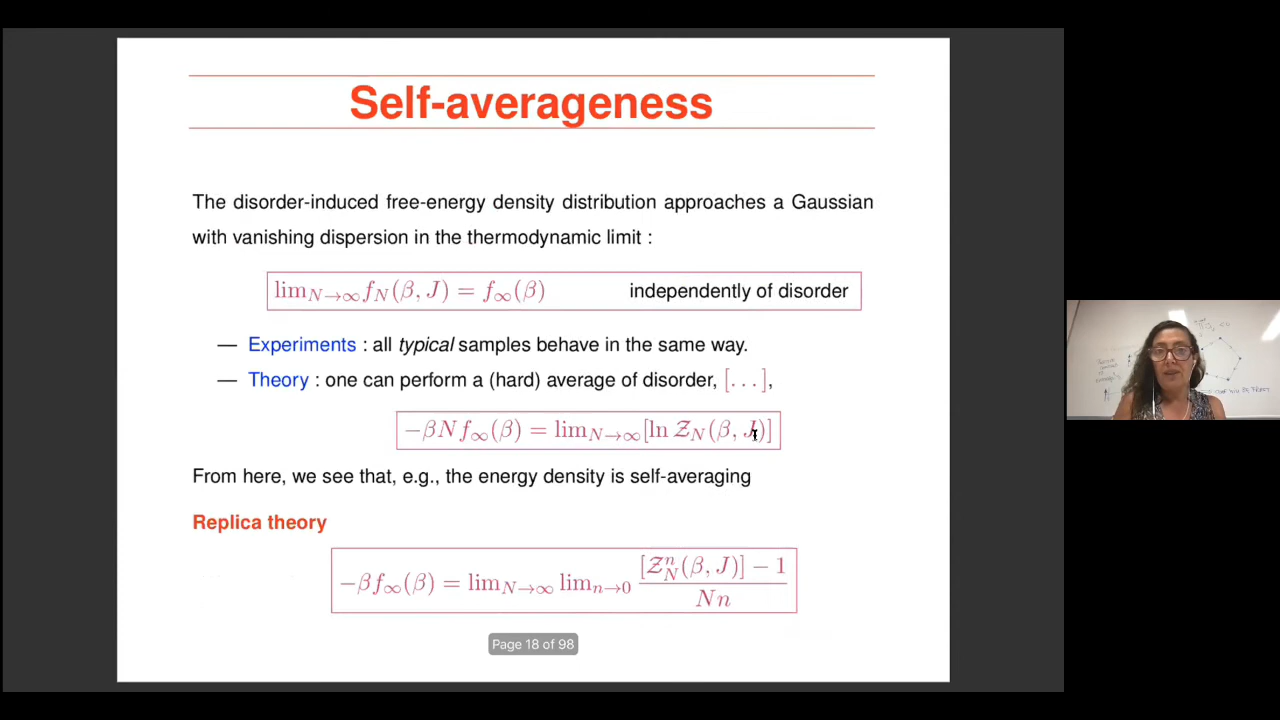 Self-averageness
The disorder-induced free-energy density distribution approaches a Gaussian
with vanishing dispersion in the thermodynamic limit :
lim_{N→∞} f_N(β, J) = f_∞(β) independently of disorder
— Experiments : all typical samples behave in the same way.
— Theory : one can perform a (hard) average of disorder, [. . .],
−βN f_∞(β) = lim_{N→∞}[ln 𝒵_N(β, J)]
From here, we see that, e.g., the energy density is self-averaging
Replica theory
−βf_∞(β) = lim_{N→∞} lim_{n→0} \frac{[𝒵_N^n(β, J)] − 1}{Nn}
Page 18 of 98